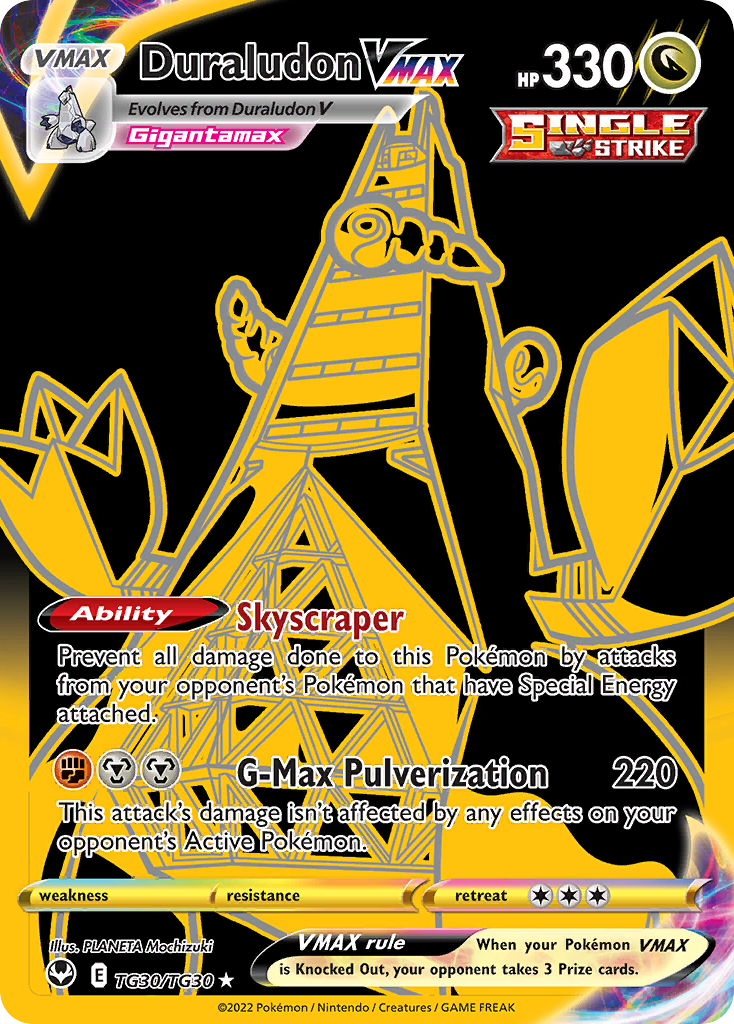 VMAX
Duraludon VMAX
HP 330
Evolves from Duraludon V
Gigantamax
SINGLE STRIKE
Ability Skyscraper
Prevent all damage done to this Pokémon by attacks
from your opponent's Pokémon that have Special Energy
attached.
G-Max Pulverization 220
This attack's damage isn't affected by any effects on your
opponent's Active Pokémon.
weakness resistance retreat
Illus. PLANETA Mochizuki
E TG30/TG30
VMAX rule When your Pokémon VMAX
is Knocked Out, your opponent takes 3 Prize cards.
©2022 Pokémon / Nintendo / Creatures / GAME FREAK